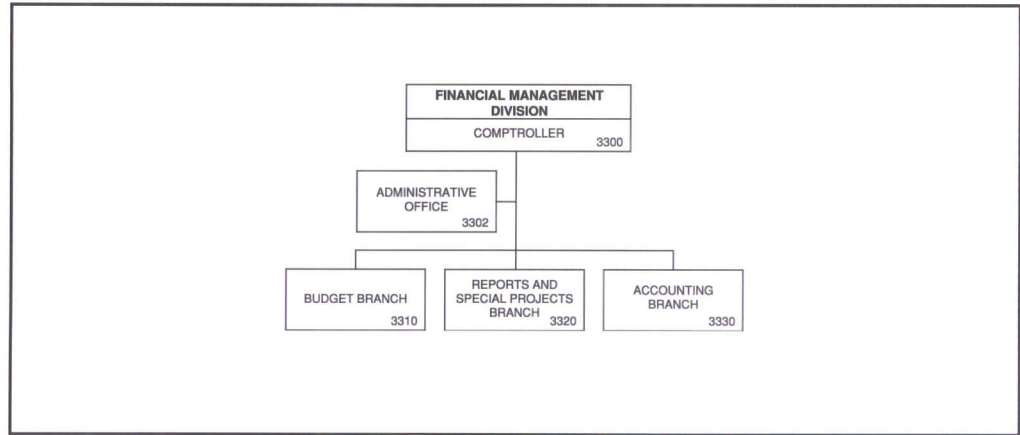 FINANCIAL MANAGEMENT
DIVISION
COMPTROLLER
3300
ADMINISTRATIVE
OFFICE
3302
BUDGET BRANCH
3310
REPORTS AND
SPECIAL PROJECTS
BRANCH
3320
ACCOUNTING
BRANCH
3330